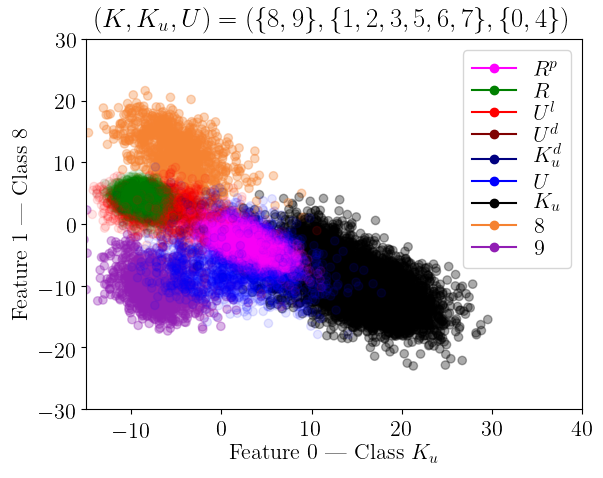 (K, K_u, U) = ({8, 9}, {1, 2, 3, 5, 6, 7}, {0, 4})
30
20
10
0
−10
−20
−30
Feature 1 — Class 8
R^p
R
U^l
U^d
K_u^d
U
K_u
8
9
−10 0 10 20 30 40
Feature 0 — Class K_u